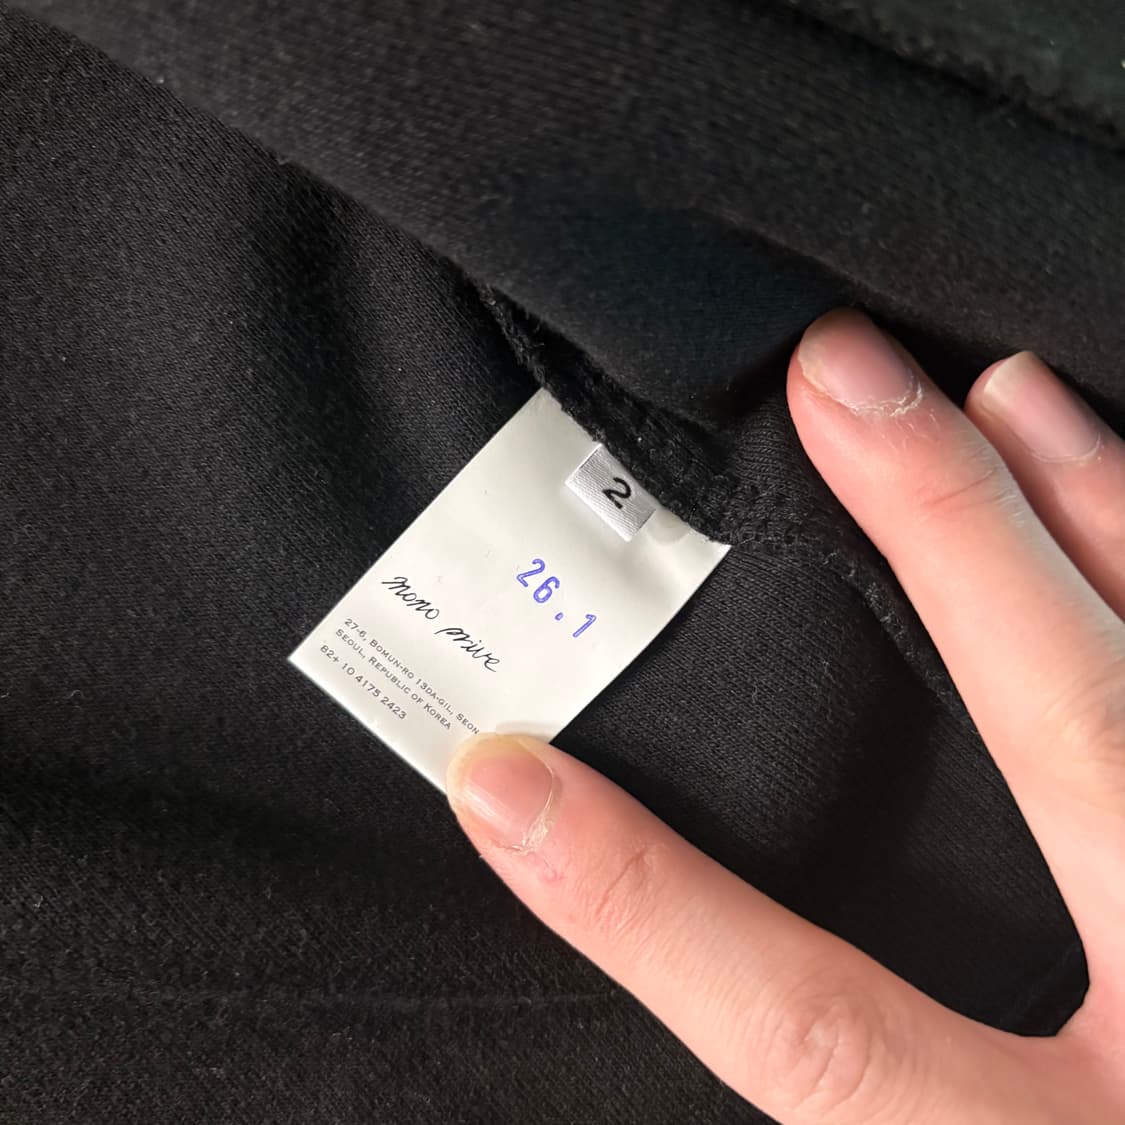 2
26.1
mono prive
27-6, BOMUN-RO 13DA-GIL, SEON
SEOUL, REPUBLIC OF KOREA
82+ 10 4175 2423